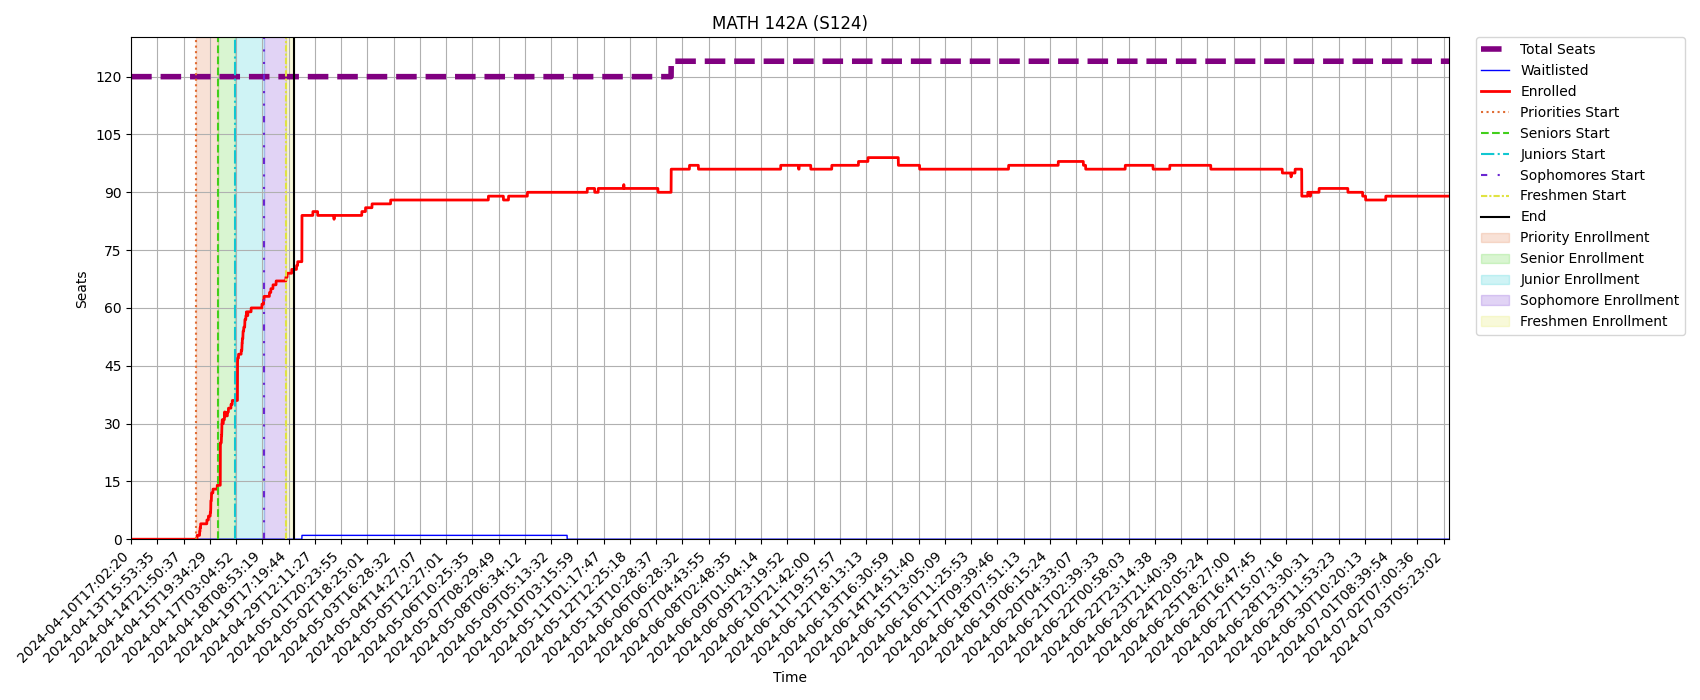 MATH 142A (S124)
Total Seats
Waitlisted
Enrolled
Priorities Start
Seniors Start
Juniors Start
Sophomores Start
Freshmen Start
End
Priority Enrollment
Senior Enrollment
Junior Enrollment
Sophomore Enrollment
Freshmen Enrollment
Seats
120
105
90
75
60
45
30
15
0
2024-04-10T17:02:20
2024-04-13T15:53:35
2024-04-14T21:50:37
2024-04-15T19:34:29
2024-04-17T03:04:52
2024-04-18T08:53:19
2024-04-19T17:19:44
2024-04-29T12:11:27
2024-05-01T20:23:55
2024-05-02T18:25:01
2024-05-03T16:28:32
2024-05-04T14:27:07
2024-05-05T12:27:01
2024-05-06T10:25:35
2024-05-07T08:29:49
2024-05-08T06:34:12
2024-05-09T05:13:32
2024-05-10T03:15:59
2024-05-11T01:17:47
2024-05-12T12:25:18
2024-05-13T10:28:37
2024-06-06T06:28:32
2024-06-07T04:43:55
2024-06-08T02:48:35
2024-06-09T01:04:14
2024-06-09T23:19:52
2024-06-10T21:42:00
2024-06-11T19:57:57
2024-06-12T18:13:13
2024-06-13T16:30:59
2024-06-14T14:51:40
2024-06-15T13:05:09
2024-06-16T11:25:53
2024-06-17T09:39:46
2024-06-18T07:51:13
2024-06-19T06:15:24
2024-06-20T04:33:07
2024-06-21T02:39:33
2024-06-22T00:58:03
2024-06-22T23:14:38
2024-06-23T21:40:39
2024-06-24T20:05:24
2024-06-25T18:27:00
2024-06-26T16:47:45
2024-06-27T15:07:16
2024-06-28T13:30:31
2024-06-29T11:53:23
2024-06-30T10:20:13
2024-07-01T08:39:54
2024-07-02T07:00:36
2024-07-03T05:23:02
Time